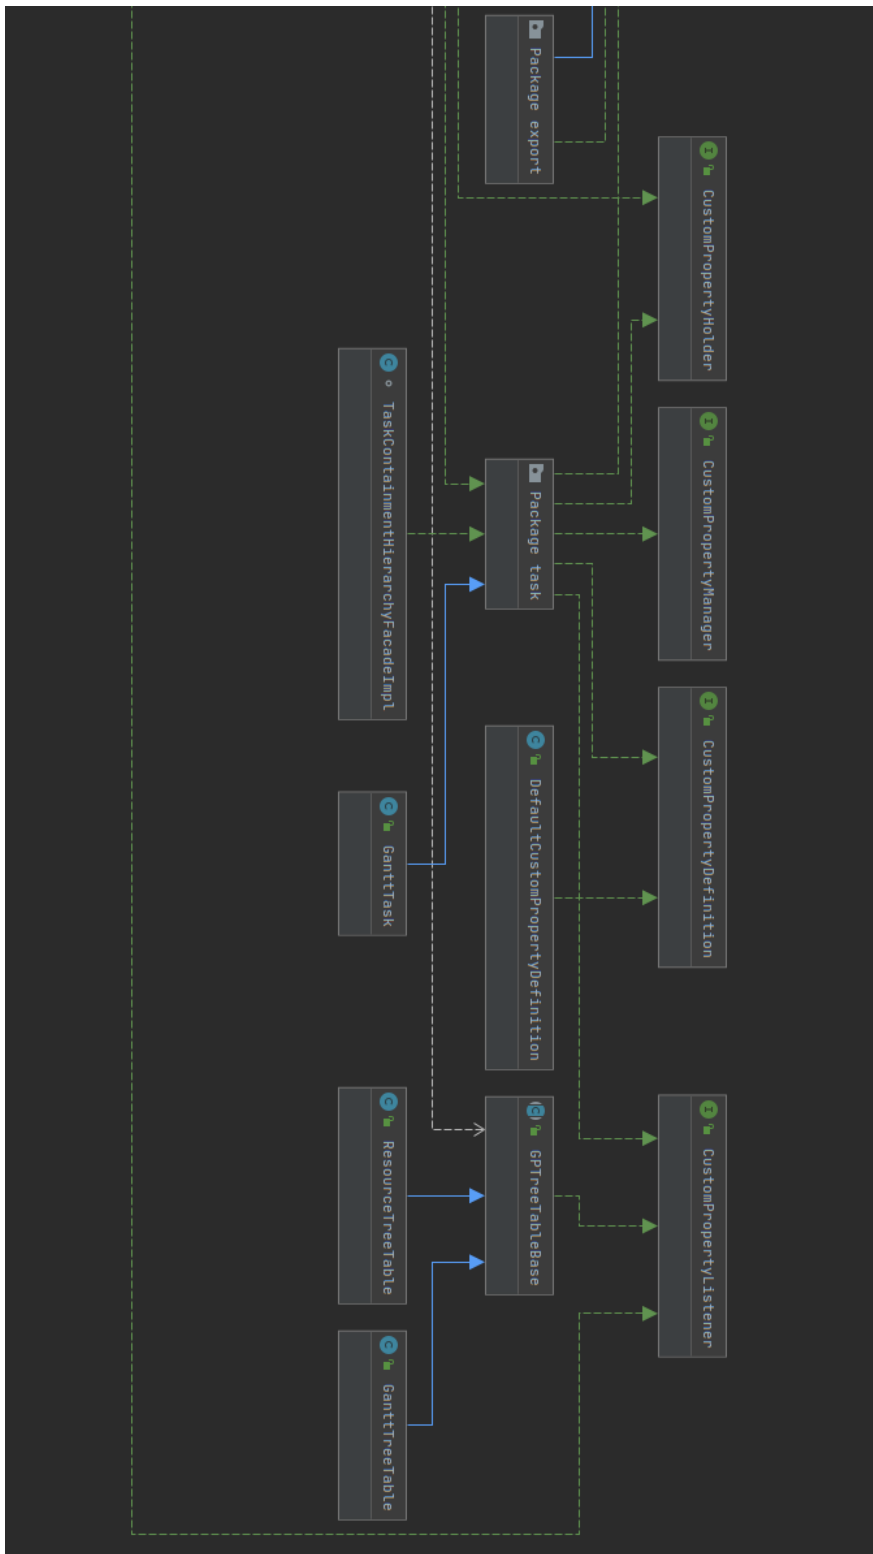 Package export
CustomPropertyHolder
CustomPropertyManager
CustomPropertyDefinition
CustomPropertyListener
Package task
DefaultCustomPropertyDefinition
GPTreeTableBase
TaskContainmentHierarchyFacadeImpl
GanttTask
ResourceTreeTable
GanttTreeTable